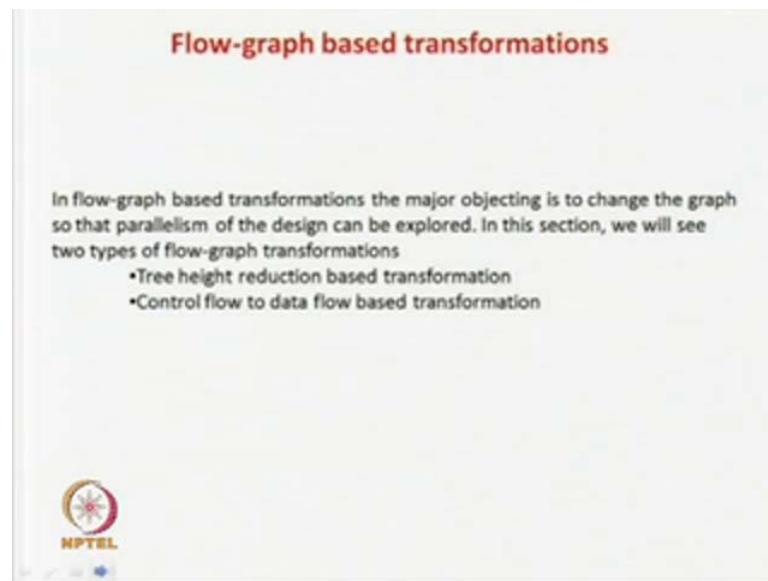 Flow-graph based transformations
In flow-graph based transformations the major objecting is to change the graph
so that parallelism of the design can be explored. In this section, we will see
two types of flow-graph transformations
•Tree height reduction based transformation
•Control flow to data flow based transformation
NPTEL